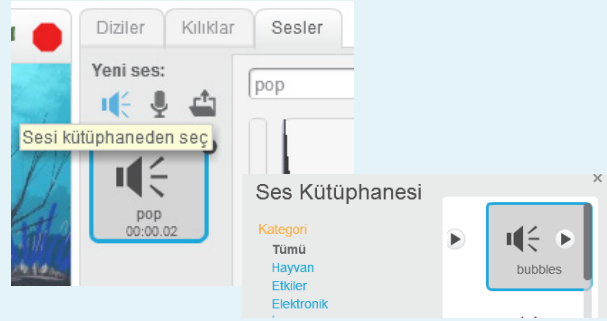 Diziler Kılıklar Sesler
Yeni ses:
pop
Sesi kütüphaneden seç
pop
00:00.02
Ses Kütüphanesi
Kategori
Tümü
Hayvan
Etkiler
Elektronik
bubbles